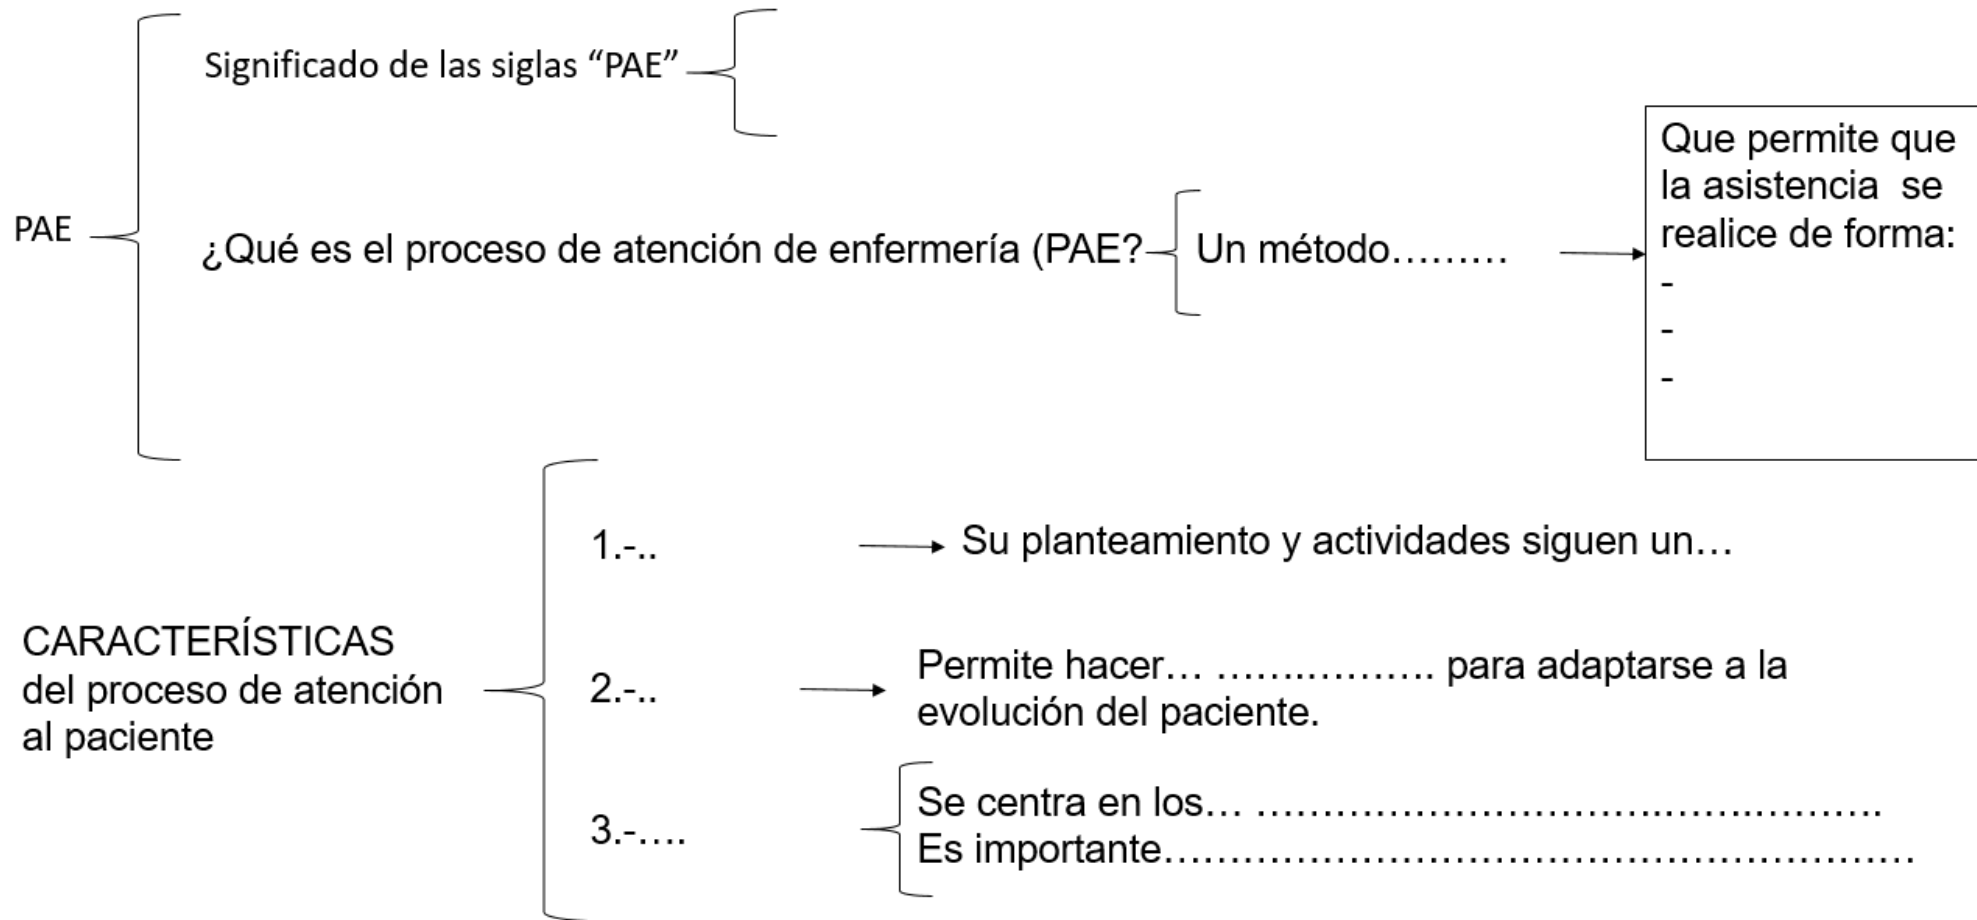 Significado de las siglas “PAE”
PAE
¿Qué es el proceso de atención de enfermería (PAE?
Un método………
Que permite que
la asistencia se
realice de forma:
-
-
-
CARACTERÍSTICAS
del proceso de atención
al paciente
1.-..
Su planteamiento y actividades siguen un…
2.-..
Permite hacer… ……..………. para adaptarse a la
evolución del paciente.
3.-….
Se centra en los… ……………………………..……..……….
Es importante…………………………………………………